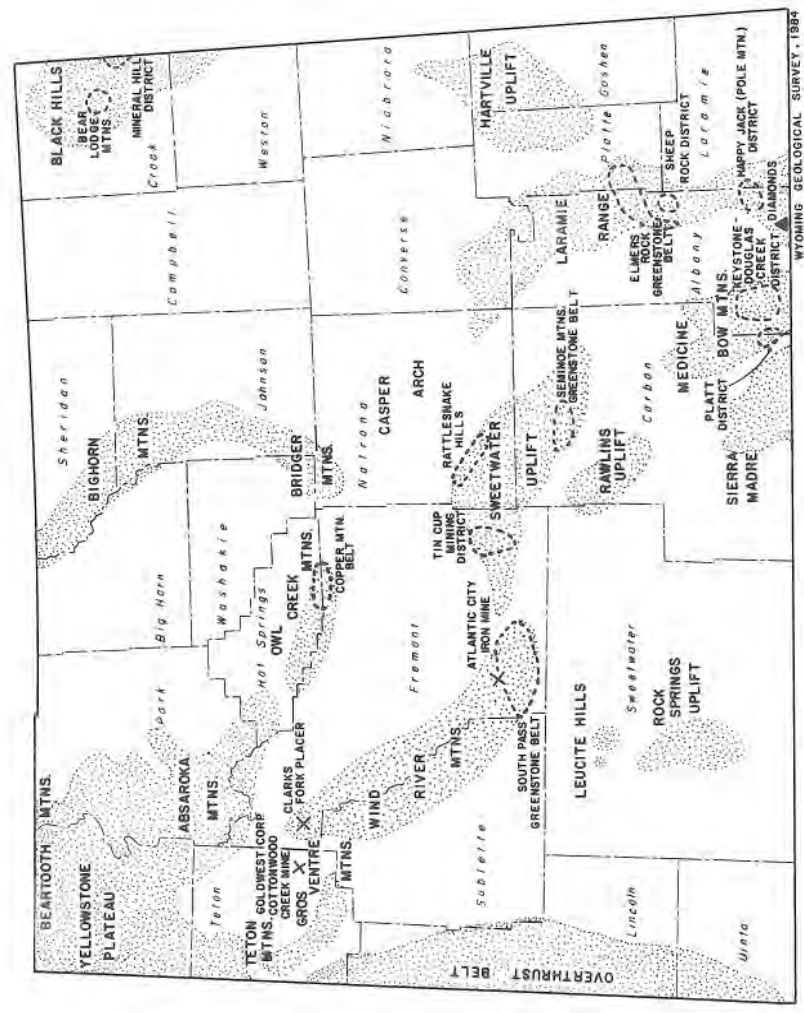 BEARTOOTH MTNS.
YELLOWSTONE
PLATEAU
Park
ABSAROKA
MTNS.
Big Horn
Sheridan
BIGHORN
MTNS.
Johnson
Campbell
BLACK HILLS
BEAR
LODGE
MTNS.
MINERAL HILL
DISTRICT
Crook
Weston
Teton
TETON
MTNS.
GOLDWEST CORP.
COTTONWOOD
CREEK MINE
GROS
VENTRE
MTNS.
CLARKS
FORK PLACER
Washakie
Hot Springs
OWL CREEK
MTNS.
COPPER MTN.
BELT
BRIDGER
MTNS.
Natrona
CASPER
ARCH
Converse
Niobrara
WIND
RIVER
MTNS.
Fremont
Sublette
ATLANTIC CITY
IRON MINE
SOUTH PASS
GREENSTONE BELT
TIN CUP
MINING
DISTRICT
RATTLESNAKE
HILLS
SWEETWATER
UPLIFT
SEMINOE MTNS.
GREENSTONE BELT
HARTVILLE
UPLIFT
LARAMIE
RANGE
Platte
Goshen
ELMERS
ROCK
GREENSTONE
BELT
SHEEP
ROCK DISTRICT
OVERTHRUST
BELT
Lincoln
Uinta
LEUCITE HILLS
Sweetwater
ROCK
SPRINGS
UPLIFT
RAWLINS
UPLIFT
Carbon
SIERRA
MADRE
MEDICINE
BOW MTNS.
PLATT
DISTRICT
Albany
KEYSTONE-
DOUGLAS
CREEK
DISTRICT
DIAMONDS
Laramie
HAPPY JACK (POLE MTN.)
DISTRICT
WYOMING GEOLOGICAL SURVEY, 1984